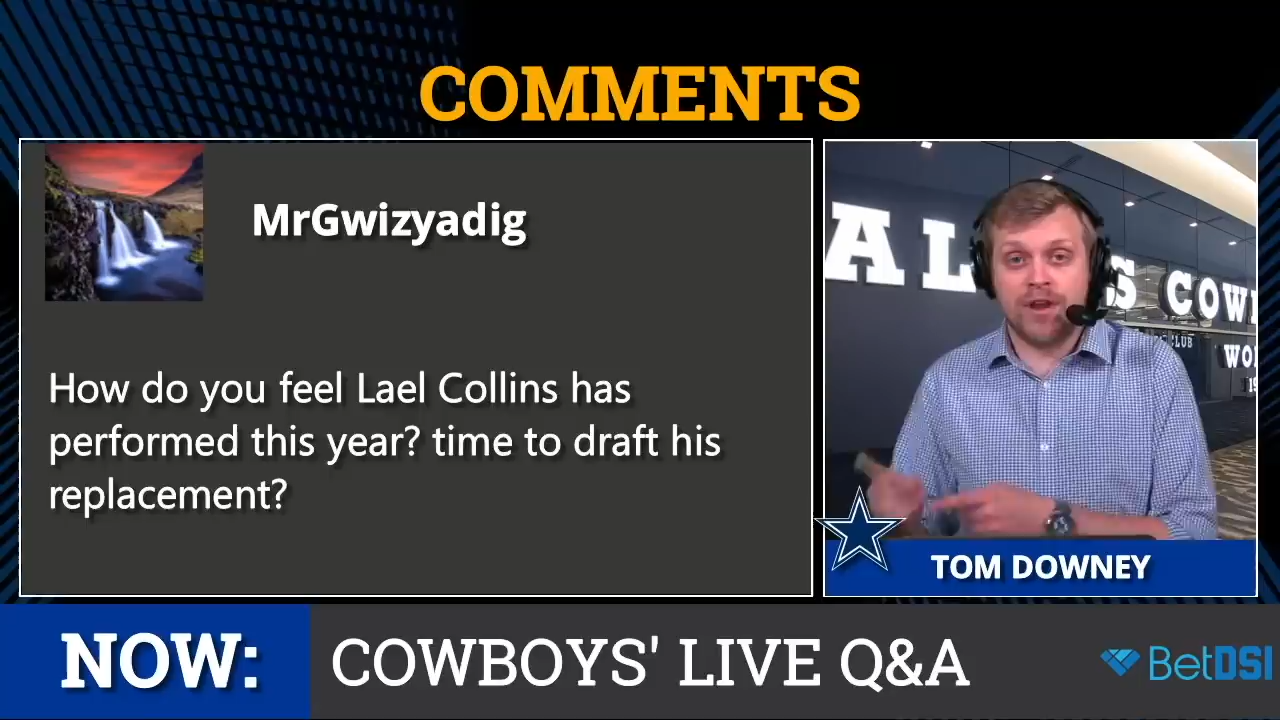 COMMENTS
MrGwizyadig
How do you feel Lael Collins has
performed this year? time to draft his
replacement?
TOM DOWNEY
NOW:
COWBOYS' LIVE Q&A
BetDSI